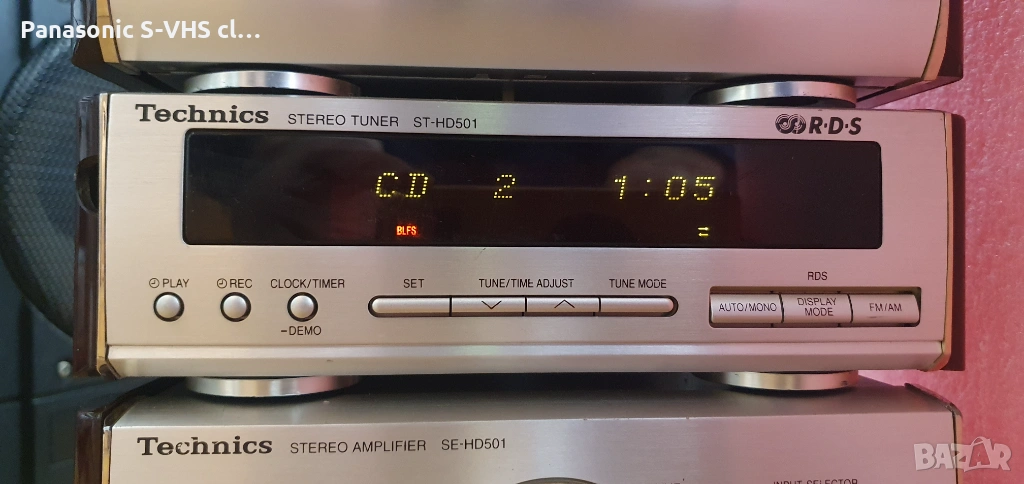 Panasonic S-VHS cl...
Technics STEREO TUNER ST-HD501
R·D·S
CD 2 1:05
BLFS
PLAY REC CLOCK/TIMER SET TUNE/TIME ADJUST TUNE MODE
–DEMO
RDS
AUTO/MONO DISPLAY MODE FM/AM
Technics STEREO AMPLIFIER SE-HD501
INPUT SELECTOR
BAZAR